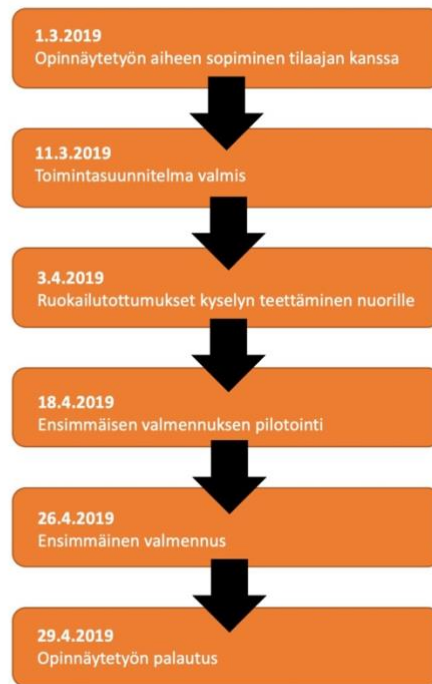 1.3.2019
Opinnäytetyön aiheen sopiminen tilaajan kanssa
11.3.2019
Toimintasuunnitelma valmis
3.4.2019
Ruokailutottumukset kyselyn teettäminen nuorille
18.4.2019
Ensimmäisen valmennuksen pilotointi
26.4.2019
Ensimmäinen valmennus
29.4.2019
Opinnäytetyön palautus